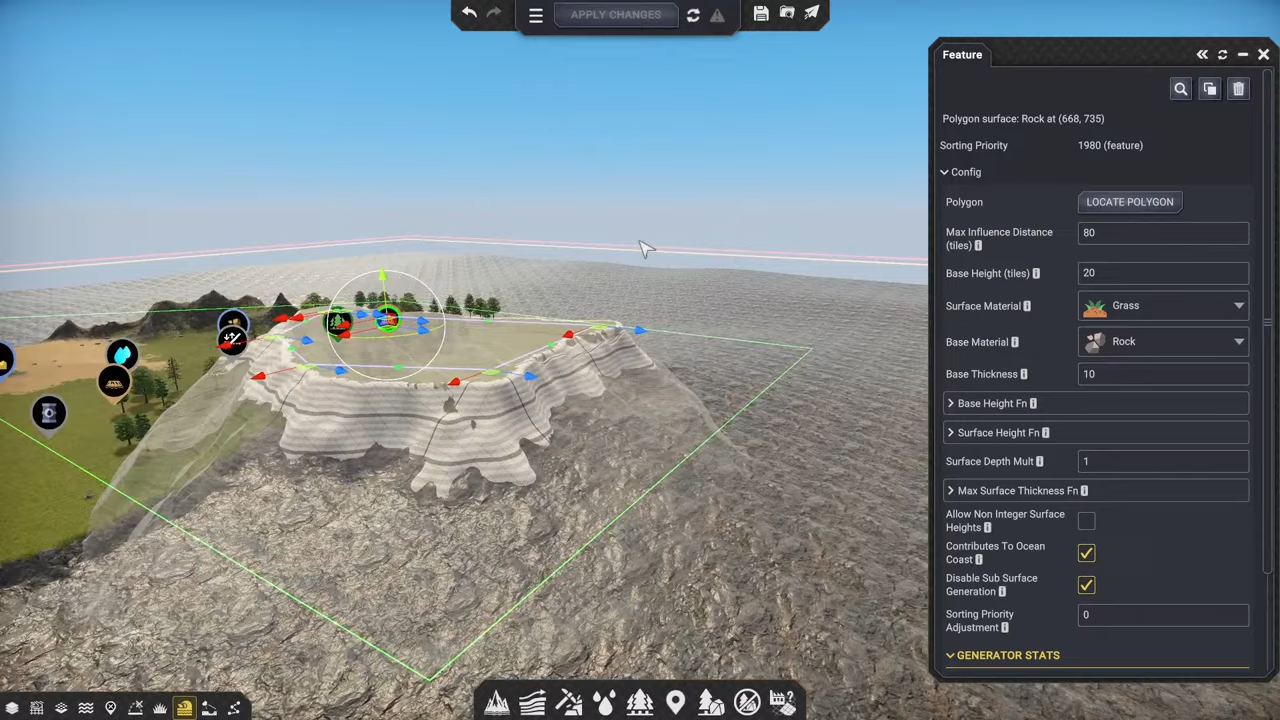 APPLY CHANGES
Feature
Polygon surface: Rock at (668, 735)
Sorting Priority 1980 (feature)
Config
Polygon LOCATE POLYGON
Max Influence Distance
(tiles) 80
Base Height (tiles) 20
Surface Material Grass
Base Material Rock
Base Thickness 10
Base Height Fn
Surface Height Fn
Surface Depth Mult 1
Max Surface Thickness Fn
Allow Non Integer Surface
Heights
Contributes To Ocean
Coast
Disable Sub Surface
Generation
Sorting Priority
Adjustment 0
GENERATOR STATS